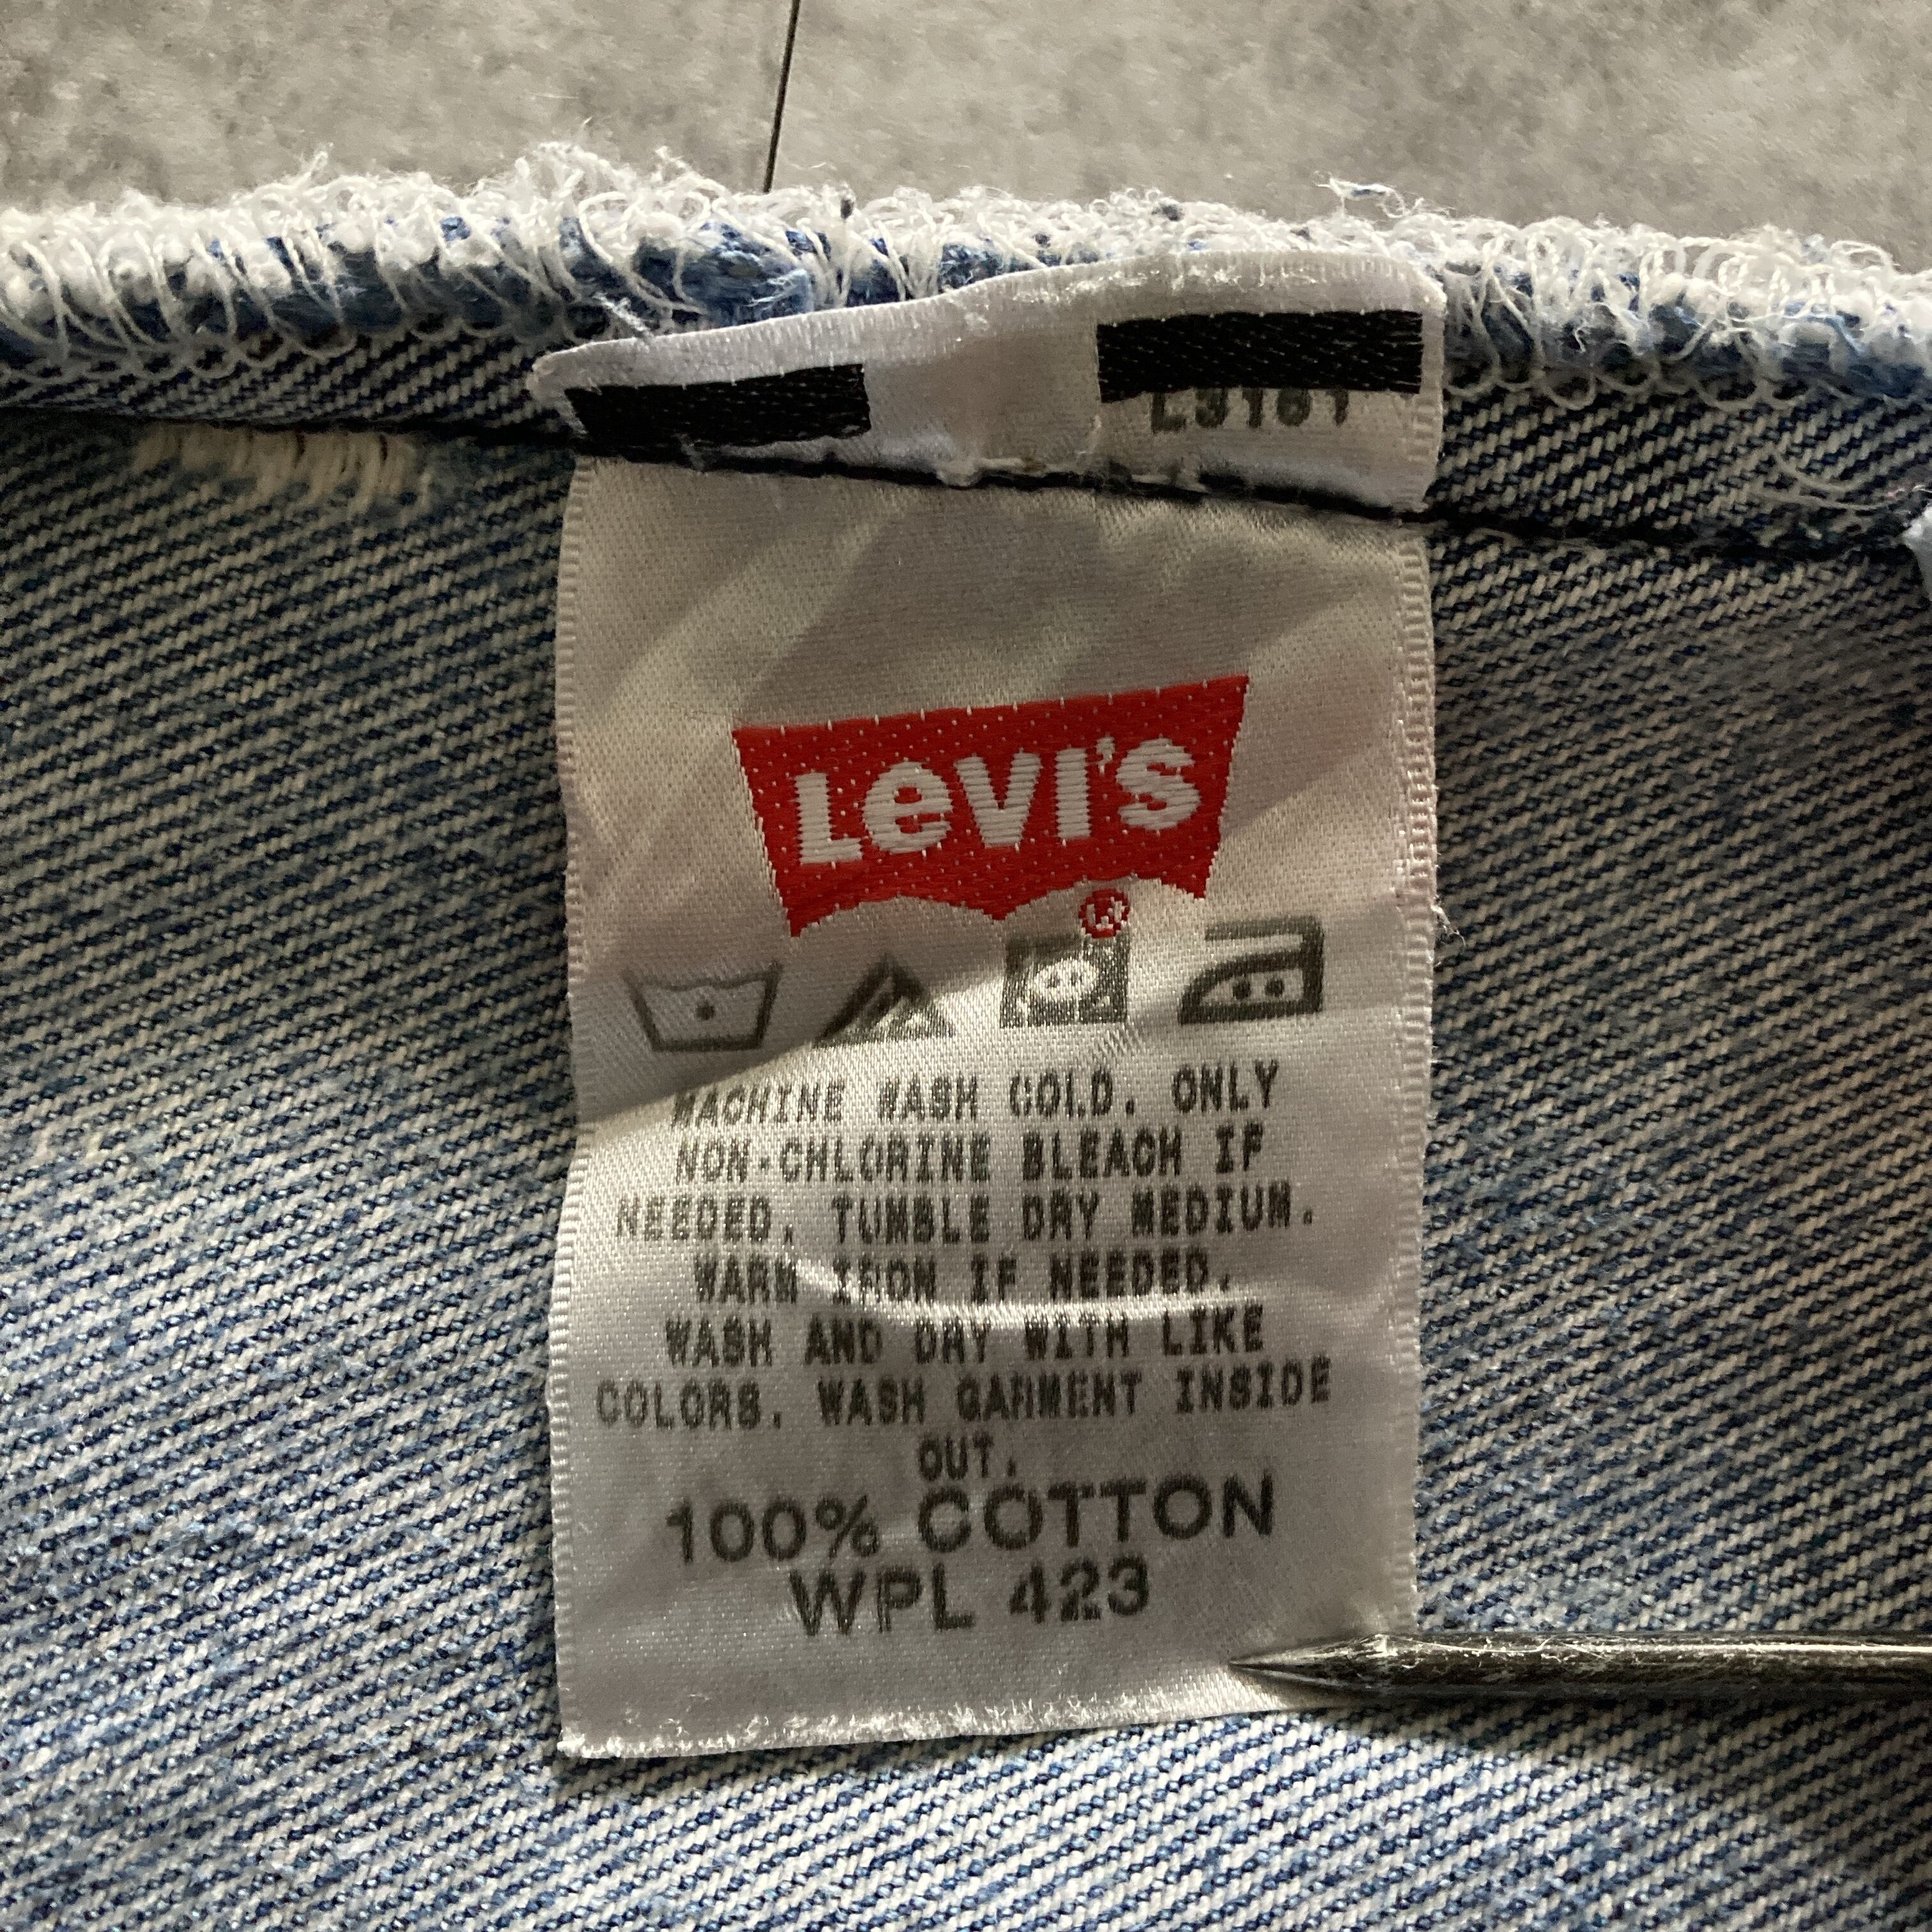 L3161
LEVI'S
®
MACHINE WASH COLD. ONLY
NON-CHLORINE BLEACH IF
NEEDED. TUMBLE DRY MEDIUM.
WARM IRON IF NEEDED.
WASH AND DRY WITH LIKE
COLORS. WASH GARMENT INSIDE
OUT.
100% COTTON
WPL 423